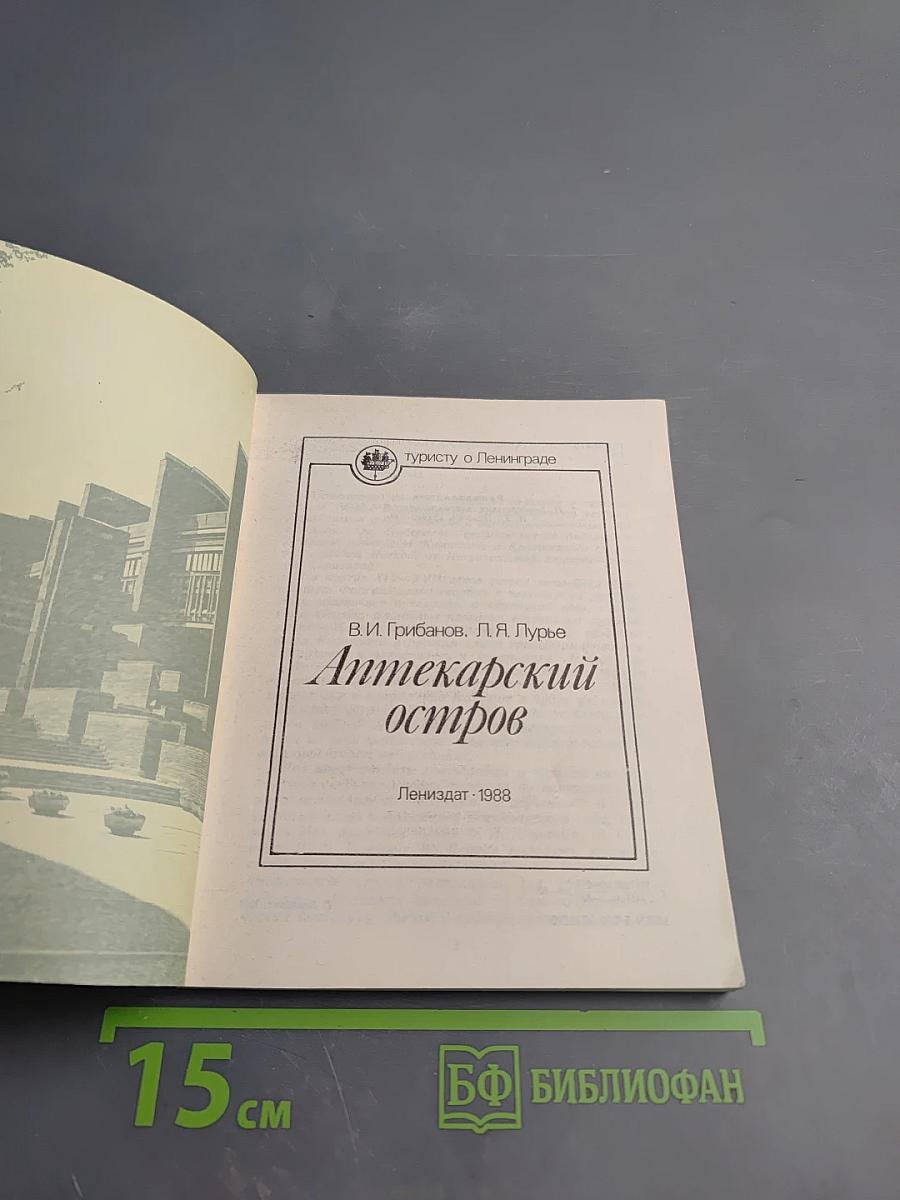 туристу о Ленинграде
В. И. Грибанов, Л. Я. Лурье
Аптекарский
остров
Лениздат · 1988
15 см
БФ БИБЛИОФАН